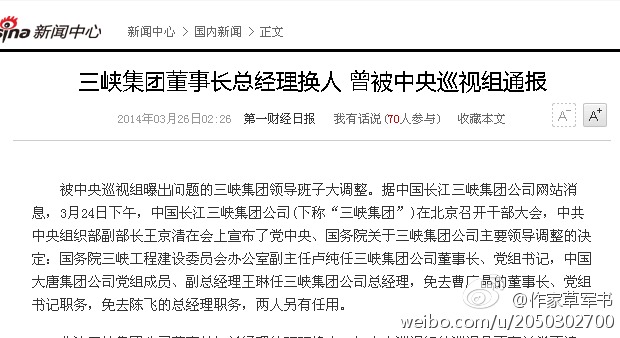 sina 新闻中心 新闻中心 > 国内新闻 > 正文
三峡集团董事长总经理换人 曾被中央巡视组通报
2014年03月26日02:26 第一财经日报 我有话说(70人参与) 收藏本文 A- A+
被中央巡视组曝出问题的三峡集团领导班子大调整。据中国长江三峡集团公司网站消
息，3月24日下午，中国长江三峡集团公司(下称“三峡集团”)在北京召开干部大会，中共
中央组织部副部长王京清在会上宣布了党中央、国务院关于三峡集团公司主要领导调整的决
定：国务院三峡工程建设委员会办公室副主任卢纯任三峡集团公司董事长、党组书记，中国
大唐集团公司党组成员、副总经理王琳任三峡集团公司总经理，免去曹广晶的董事长、党组
书记职务，免去陈飞的总经理职务，两人另有任用。
@作家草军书
weibo.com/u/2050302700